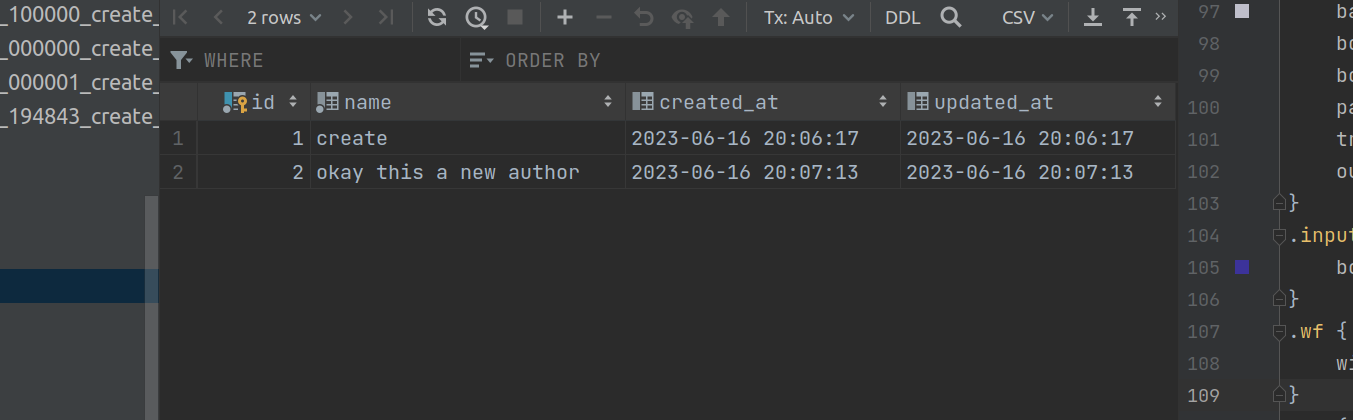 _100000_create_
_000000_create_
_000001_create_
_194843_create_
2 rows
Tx: Auto
DDL
CSV
WHERE
ORDER BY
id name created_at updated_at
1 1 create 2023-06-16 20:06:17 2023-06-16 20:06:17
2 2 okay this a new author 2023-06-16 20:07:13 2023-06-16 20:07:13
97 ba
98 bo
99 bo
100 pa
101 tr
102 ou
103 }
104 .input
105 bo
106 }
107 .wf {
108 wi
109 }